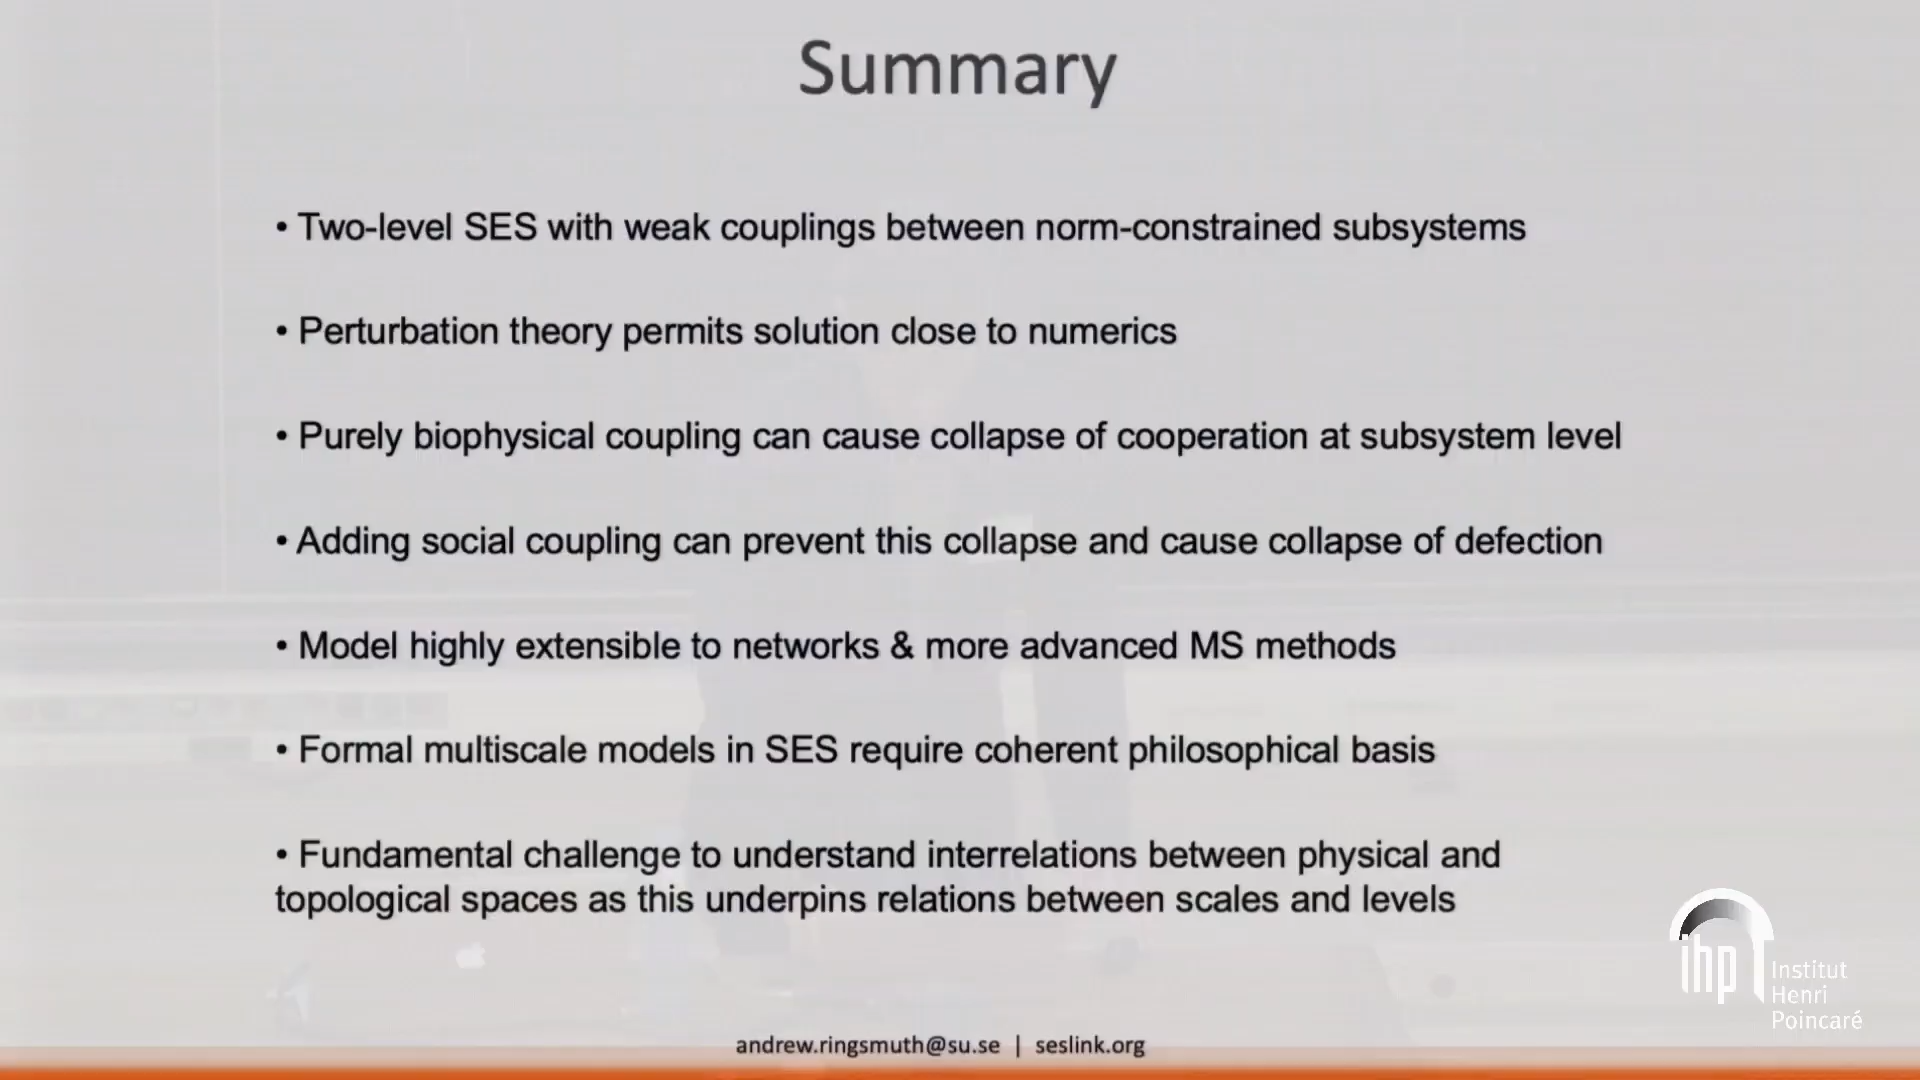 Summary
• Two-level SES with weak couplings between norm-constrained subsystems
• Perturbation theory permits solution close to numerics
• Purely biophysical coupling can cause collapse of cooperation at subsystem level
• Adding social coupling can prevent this collapse and cause collapse of defection
• Model highly extensible to networks & more advanced MS methods
• Formal multiscale models in SES require coherent philosophical basis
• Fundamental challenge to understand interrelations between physical and
topological spaces as this underpins relations between scales and levels
ihp
Institut
Henri
Poincaré
andrew.ringsmuth@su.se | seslink.org